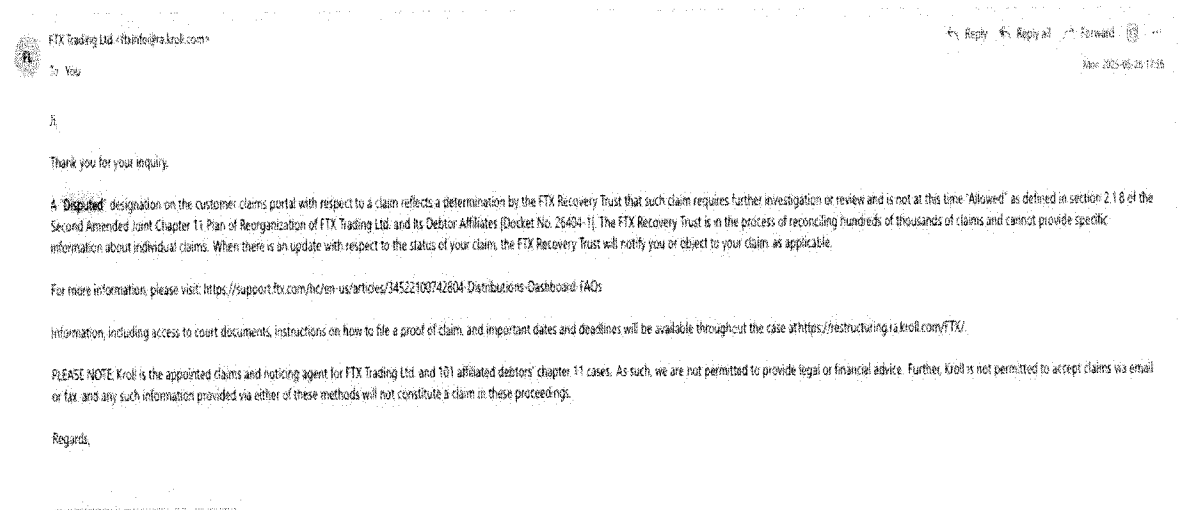 FTX Trading Ltd <ftxinfo@ra.kroll.com>
Reply Reply all Forward
To You
Mon 2025-05-26 17:56
Thank you for your inquiry.
A "Disputed" designation on the customer claims portal with respect to a claim reflects a determination by the FTX Recovery Trust that such claim requires further investigation or review and is not at this time "Allowed" as defined in section 2.1.8 of the
Second Amended Joint Chapter 11 Plan of Reorganization of FTX Trading Ltd. and Its Debtor Affiliates [Docket No. 26404-1]. The FTX Recovery Trust is in the process of reconciling hundreds of thousands of claims and cannot provide specific
information about individual claims. When there is an update with respect to the status of your claim, the FTX Recovery Trust will notify you or object to your claim as applicable.
For more information, please visit: https://support.ftx.com/hc/en-us/articles/34522100742804-Distributions-Dashboard-FAQs
Information, including access to court documents, instructions on how to file a proof of claim, and important dates and deadlines will be available throughout the case at https://restructuring.ra.kroll.com/FTX/.
PLEASE NOTE: Kroll is the appointed claims and noticing agent for FTX Trading Ltd. and 101 affiliated debtors' chapter 11 cases. As such, we are not permitted to provide legal or financial advice. Further, Kroll is not permitted to accept claims via email
or fax, and any such information provided via either of these methods will not constitute a claim in these proceedings.
Regards,